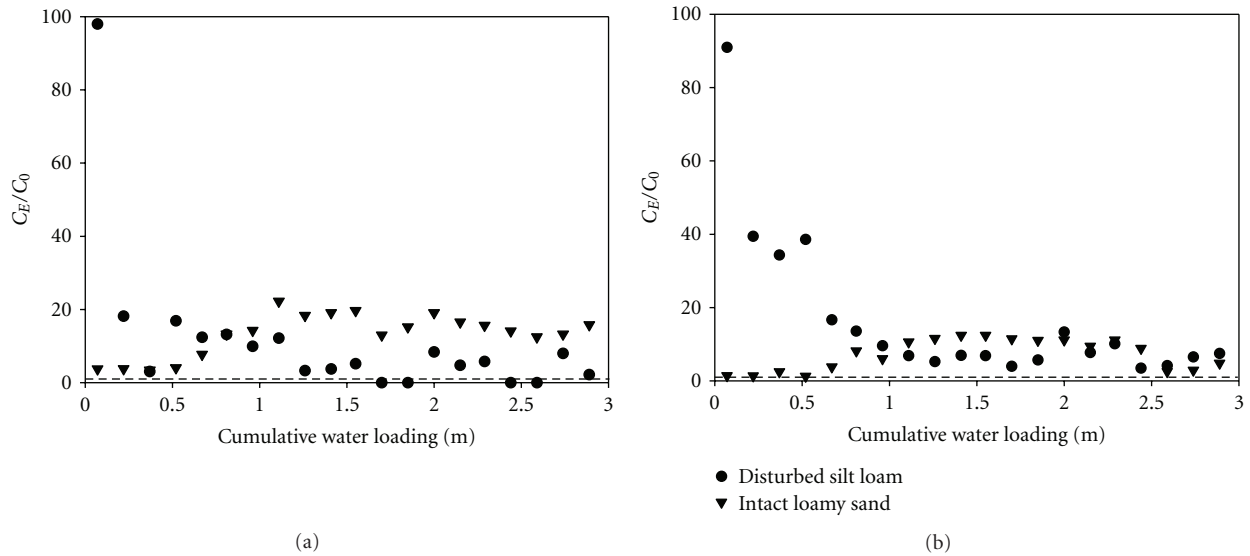 100
80
60
40
20
0
C_E/C_0
0 0.5 1 1.5 2 2.5 3
Cumulative water loading (m)
(a)
100
80
60
40
20
0
C_E/C_0
0 0.5 1 1.5 2 2.5 3
Cumulative water loading (m)
Disturbed silt loam
Intact loamy sand
(b)